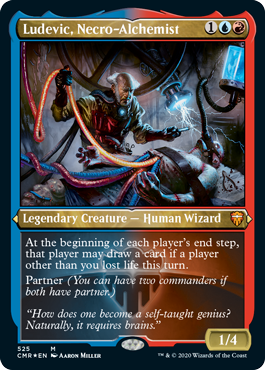 Ludevic, Necro-Alchemist 1
Legendary Creature — Human Wizard
At the beginning of each player's end step,
that player may draw a card if a player
other than you lost life this turn.
Partner (You can have two commanders if
both have partner.)
"How does one become a self-taught genius?
Naturally, it requires brains."
1/4
525 M
CMR ★ EN AARON MILLER
™ & © 2020 Wizards of the Coast